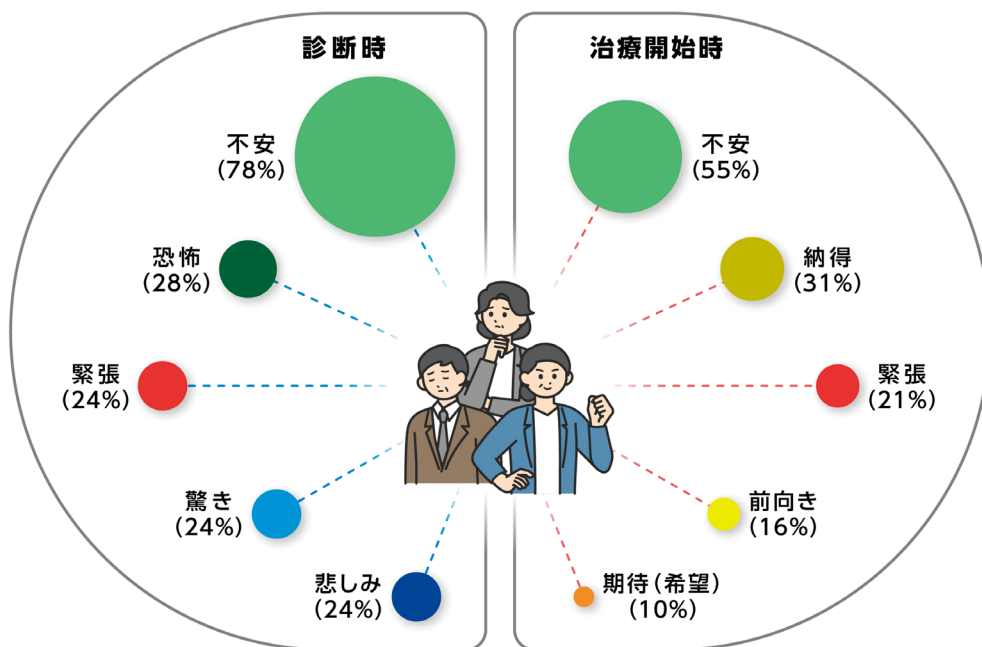 診断時
不安
(78%)
恐怖
(28%)
緊張
(24%)
驚き
(24%)
悲しみ
(24%)
治療開始時
不安
(55%)
納得
(31%)
緊張
(21%)
前向き
(16%)
期待(希望)
(10%)